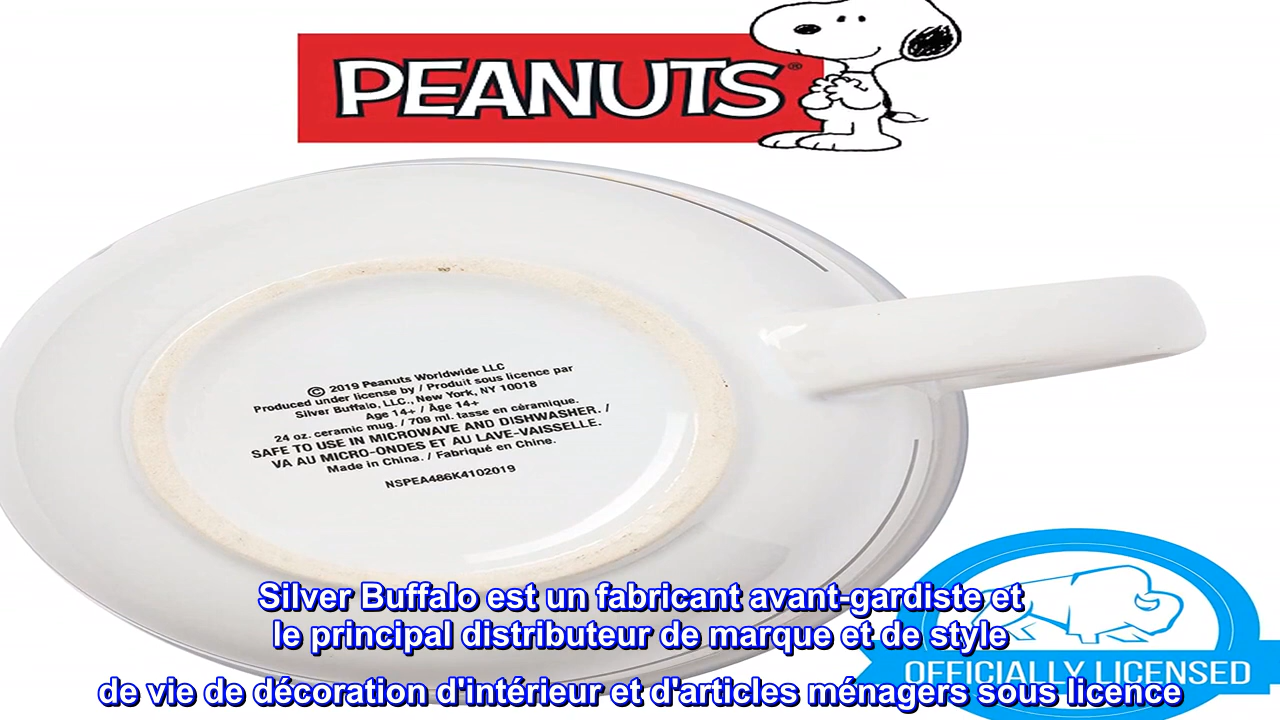 PEANUTS®
© 2019 Peanuts Worldwide LLC
Produced under license by / Produit sous licence par
Silver Buffalo, LLC., New York, NY 10018
Age 14+ / Âge 14+
24 oz. ceramic mug. / 709 ml. tasse en céramique.
SAFE TO USE IN MICROWAVE AND DISHWASHER. /
VA AU MICRO-ONDES ET AU LAVE-VAISSELLE.
Made in China. / Fabriqué en Chine.
NSPEA486K4102019
Silver Buffalo est un fabricant avant-gardiste et
le principal distributeur de marque et de style
OFFICIALLY LICENSED
de vie de décoration d'intérieur et d'articles ménagers sous licence